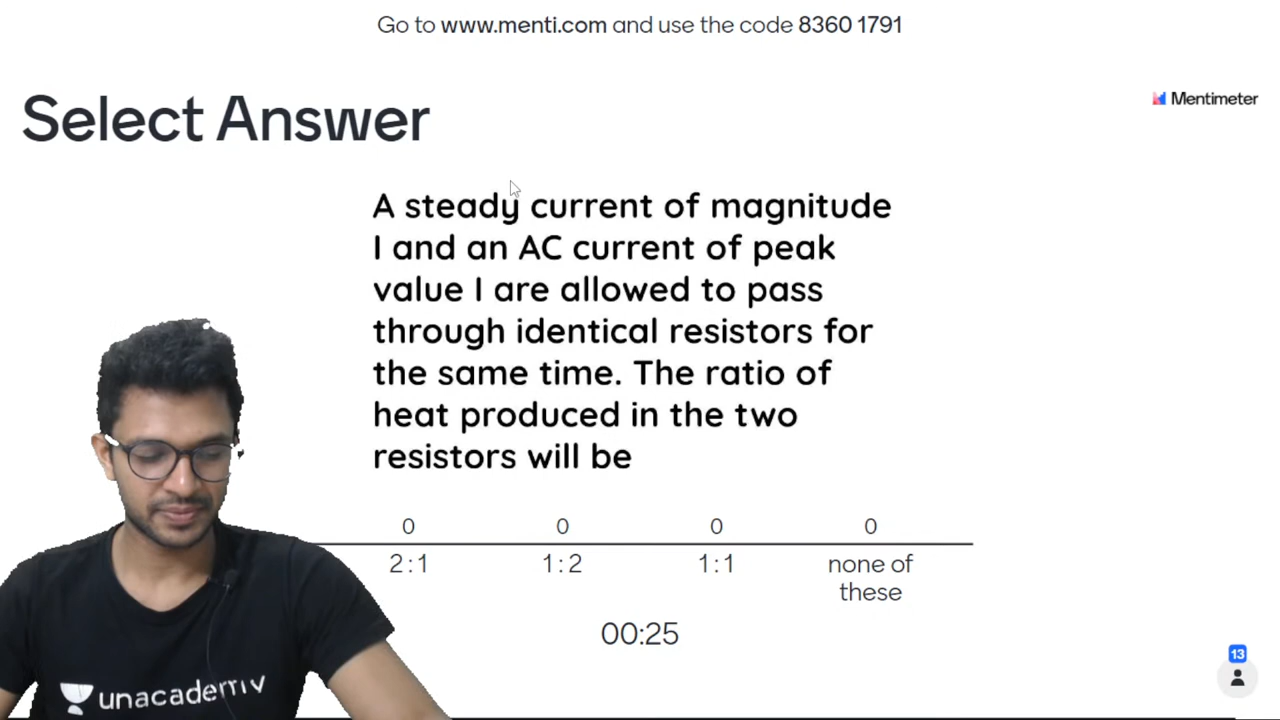 Go to www.menti.com and use the code 8360 1791
Select Answer
Mentimeter
A steady current of magnitude
I and an AC current of peak
value I are allowed to pass
through identical resistors for
the same time. The ratio of
heat produced in the two
resistors will be
0 0 0 0
2 : 1 1 : 2 1 : 1 none of
these
00:25
13
unacademy